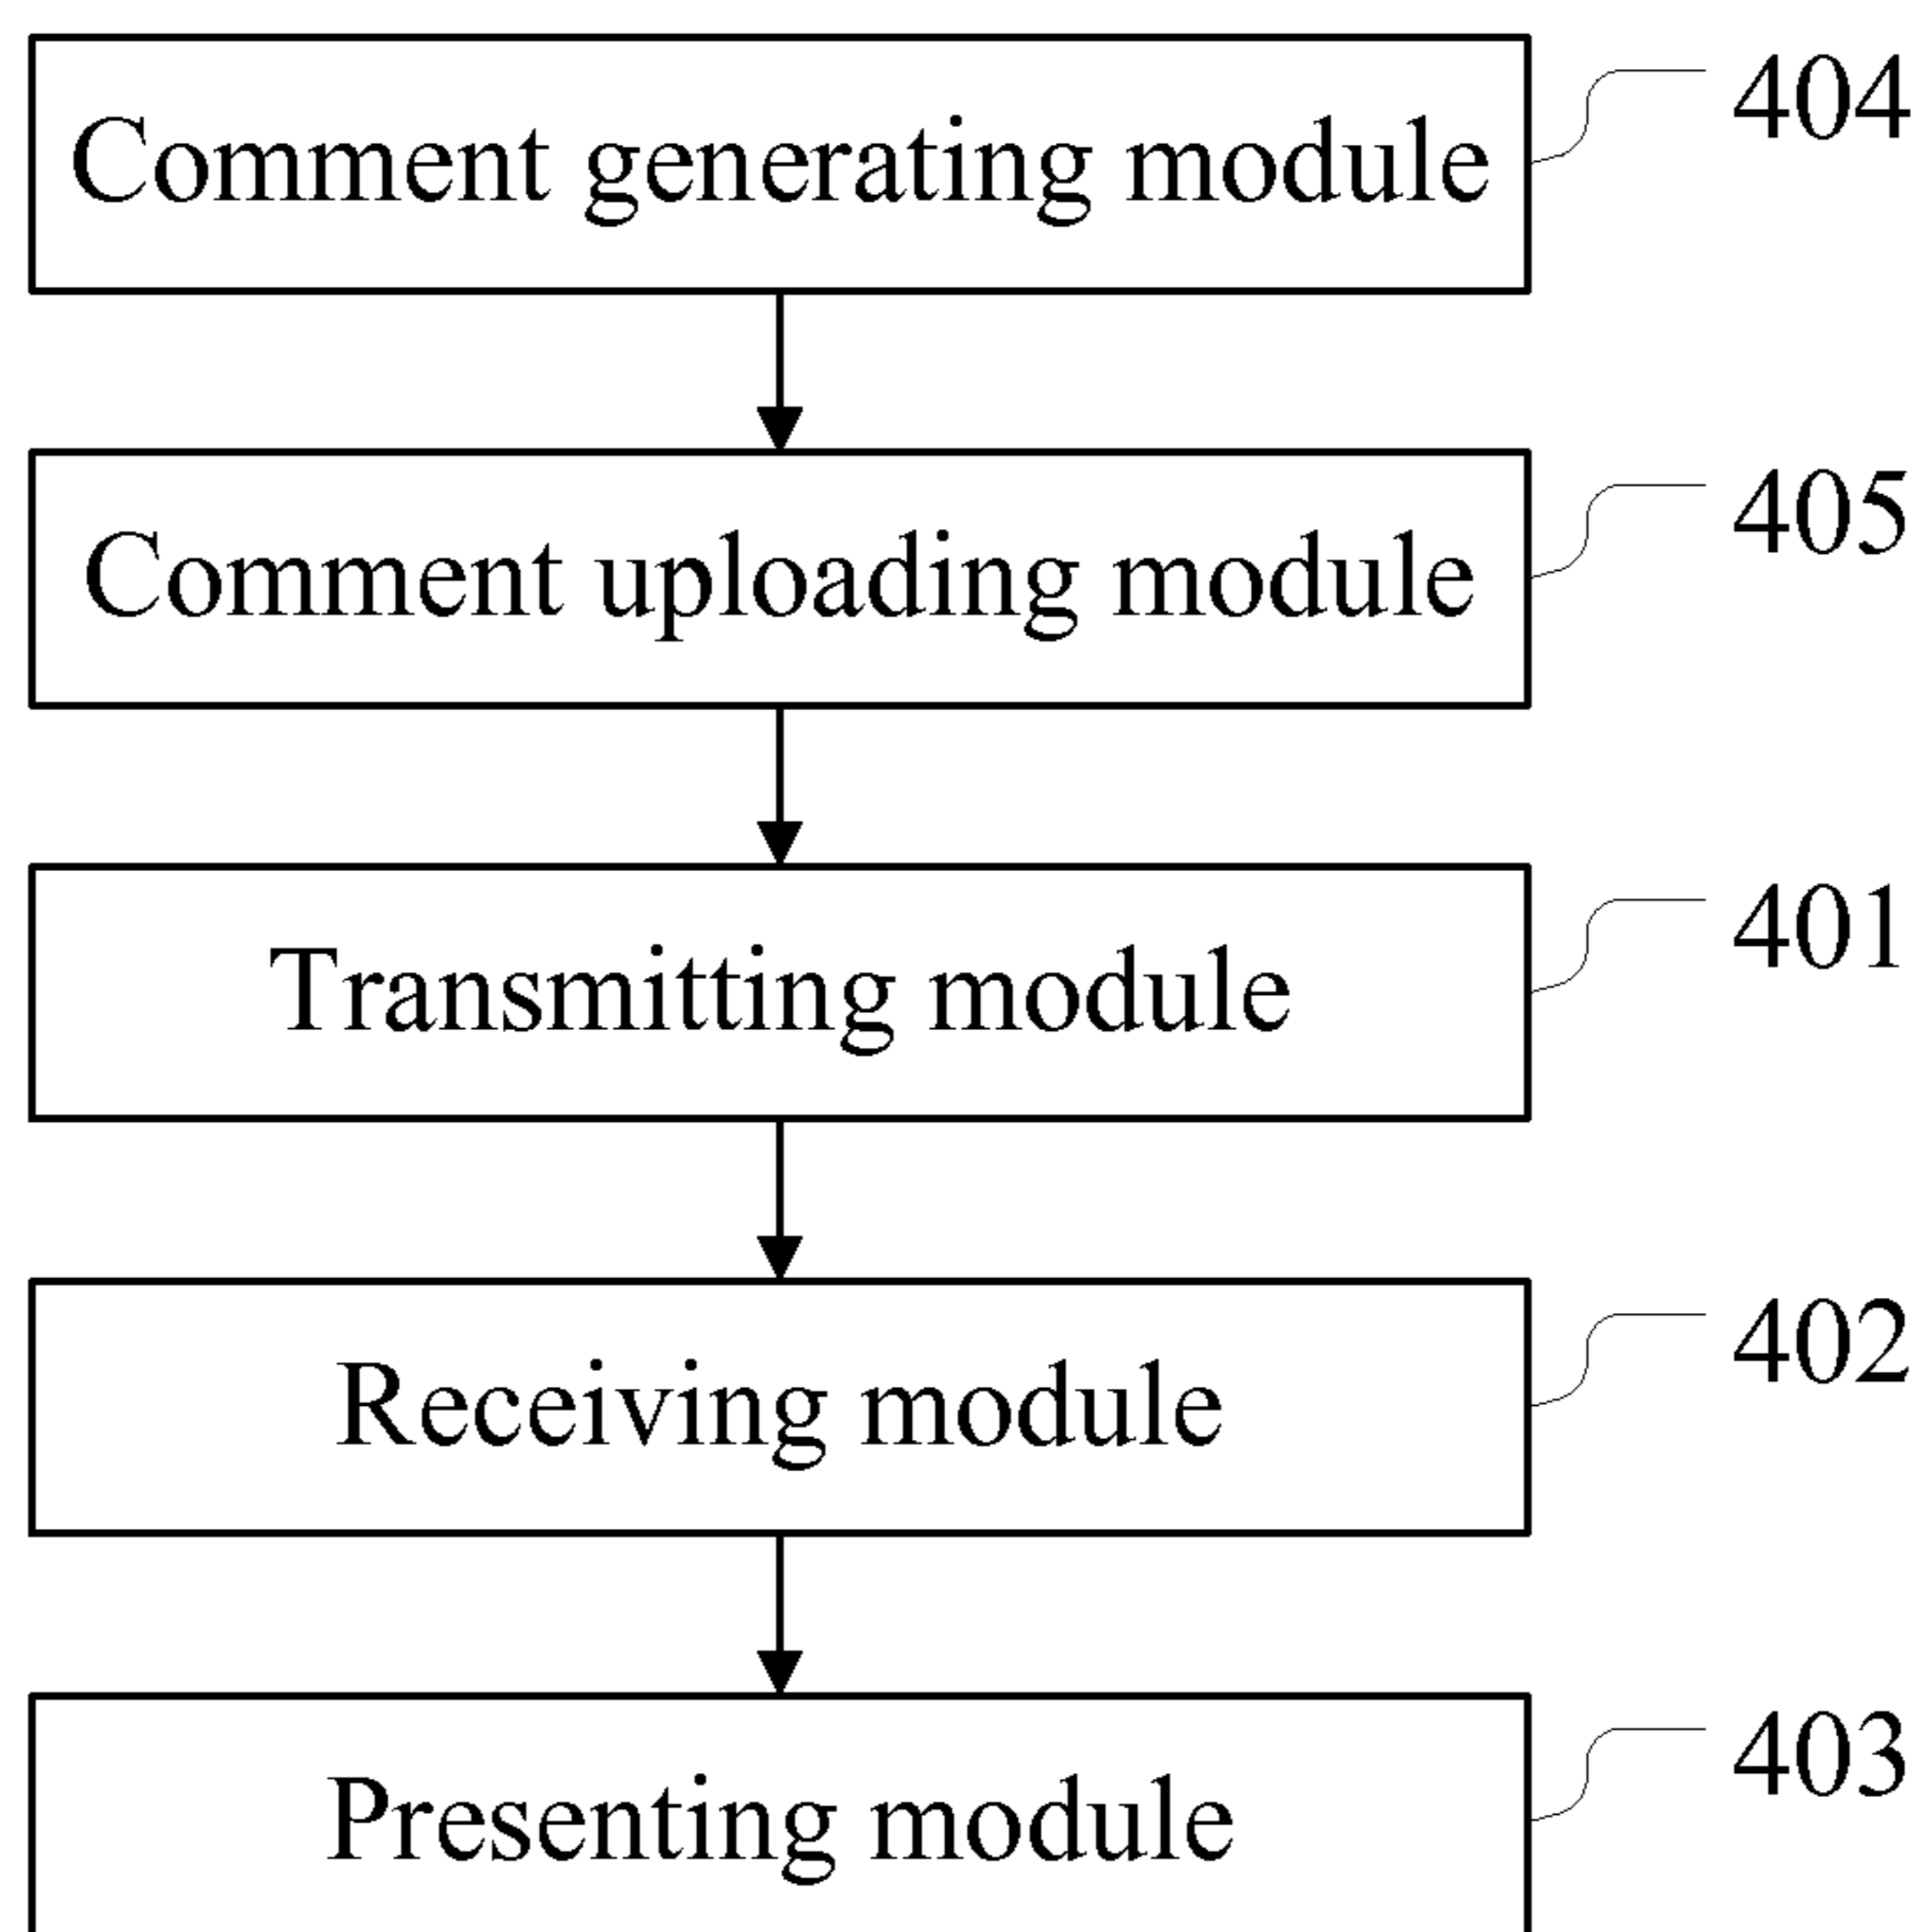 Comment generating module 404
Comment uploading module 405
Transmitting module 401
Receiving module 402
Presenting module 403